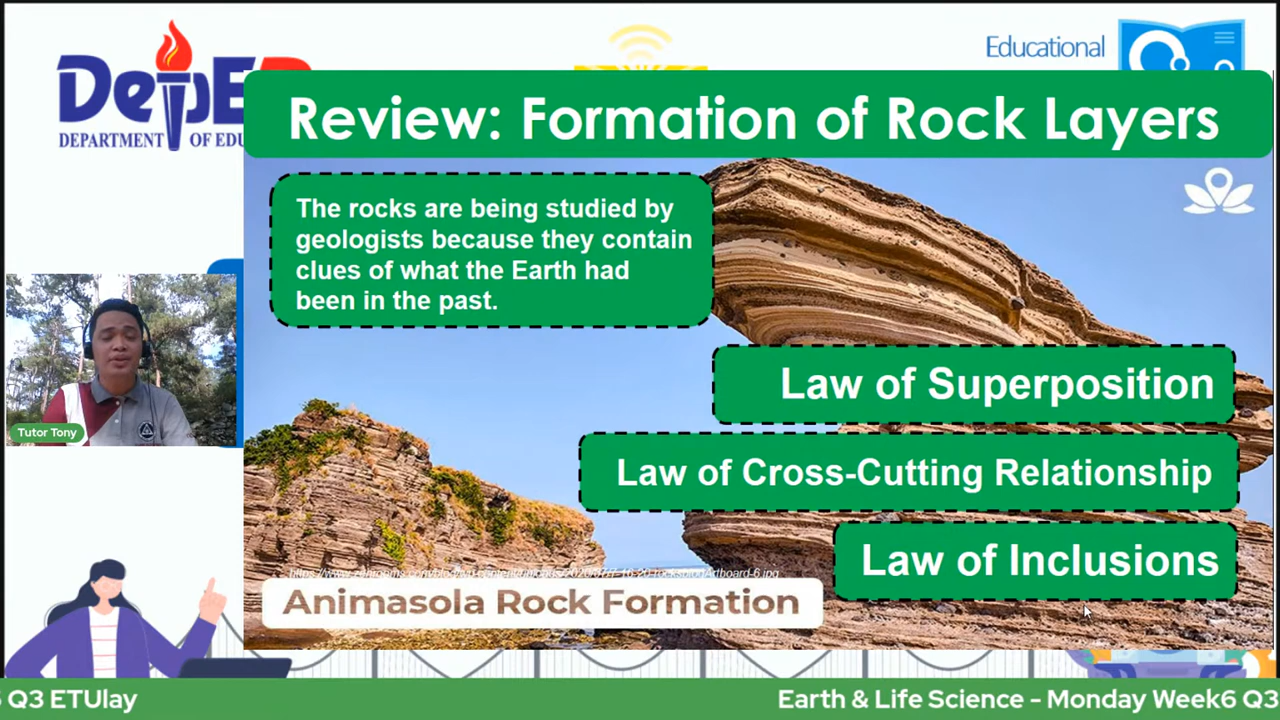 DepED
DEPARTMENT OF EDU
Educational
Review: Formation of Rock Layers
The rocks are being studied by
geologists because they contain
clues of what the Earth had
been in the past.
Law of Superposition
Law of Cross-Cutting Relationship
Law of Inclusions
Tutor Tony
Animasola Rock Formation
Q3 ETUlay
Earth & Life Science - Monday Week6 Q3